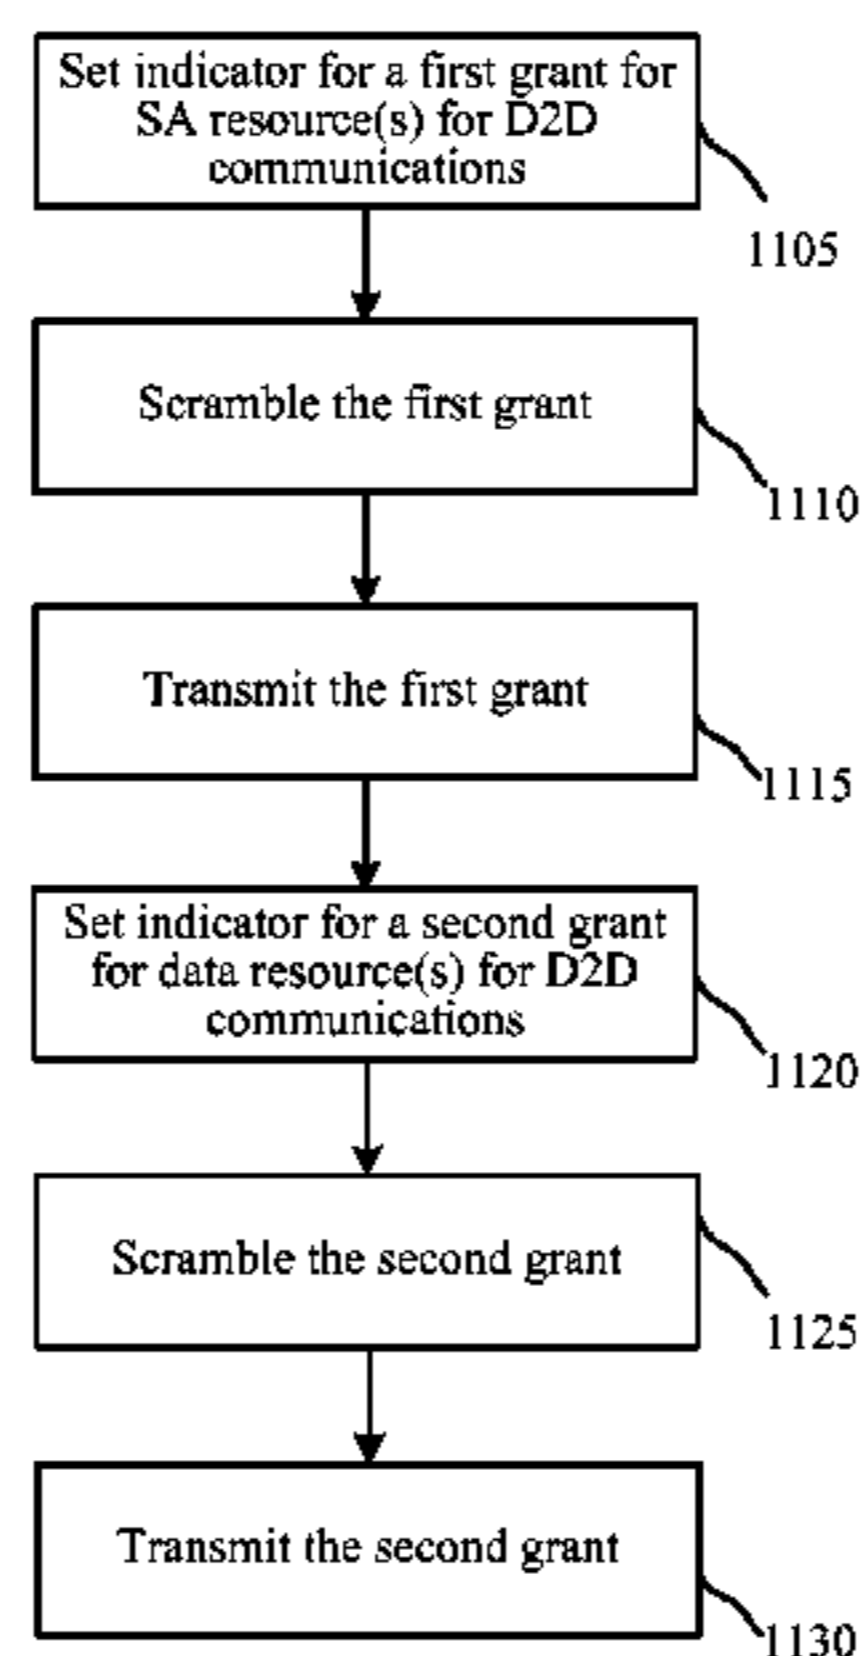 Set indicator for a first grant for
SA resource(s) for D2D
communications
1105
Scramble the first grant
1110
Transmit the first grant
1115
Set indicator for a second grant
for data resource(s) for D2D
communications
1120
Scramble the second grant
1125
Transmit the second grant
1130